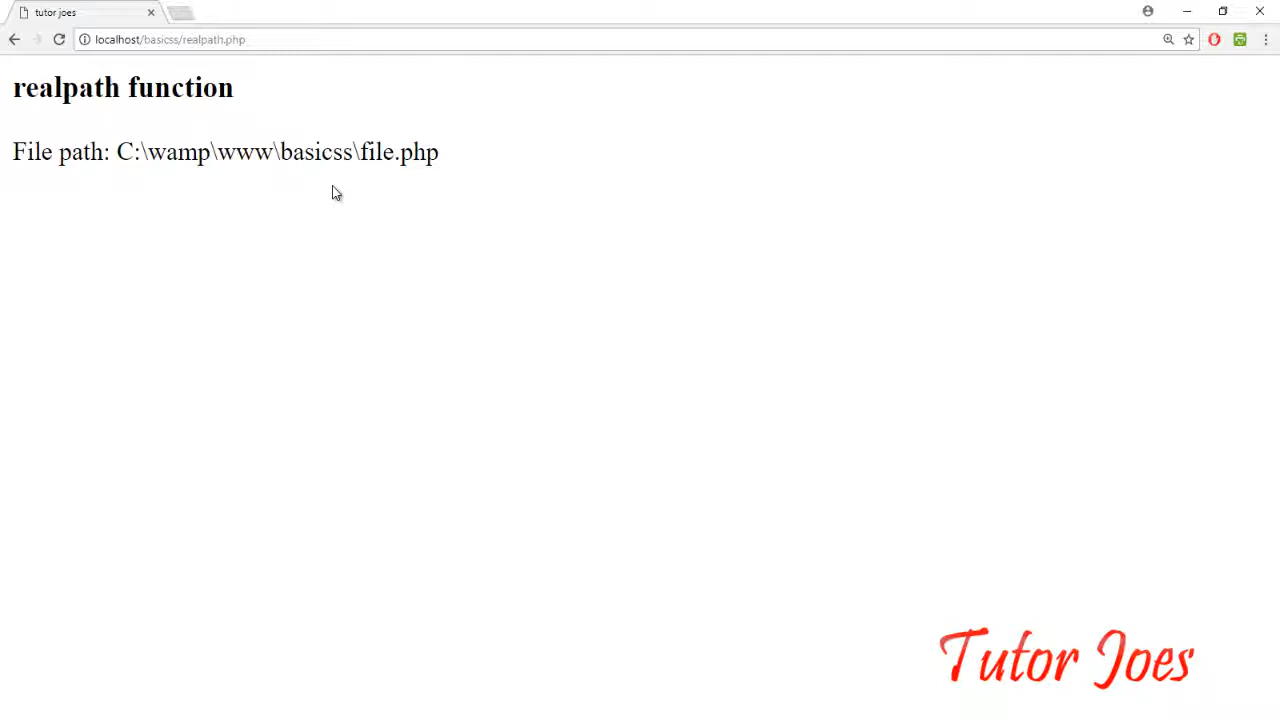 tutor joes
localhost/basicss/realpath.php
realpath function
File path: C:\wamp\www\basicss\file.php
Tutor Joes